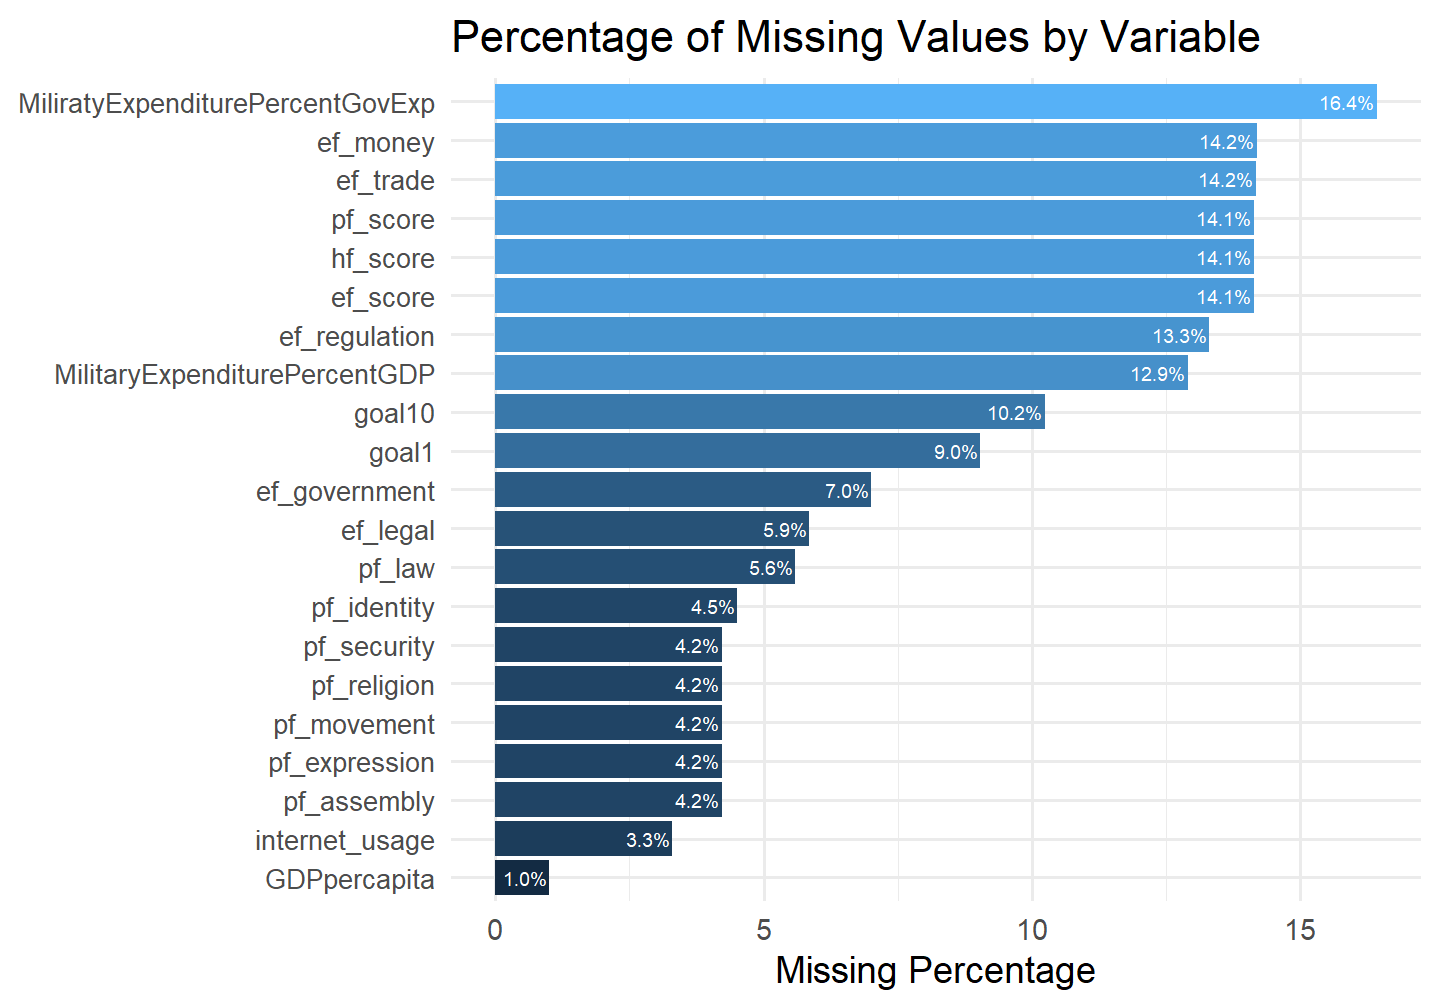 Percentage of Missing Values by Variable
MiliratyExpenditurePercentGovExp 16.4%
ef_money 14.2%
ef_trade 14.2%
pf_score 14.1%
hf_score 14.1%
ef_score 14.1%
ef_regulation 13.3%
MilitaryExpenditurePercentGDP 12.9%
goal10 10.2%
goal1 9.0%
ef_government 7.0%
ef_legal 5.9%
pf_law 5.6%
pf_identity 4.5%
pf_security 4.2%
pf_religion 4.2%
pf_movement 4.2%
pf_expression 4.2%
pf_assembly 4.2%
internet_usage 3.3%
GDPpercapita 1.0%
0 5 10 15
Missing Percentage